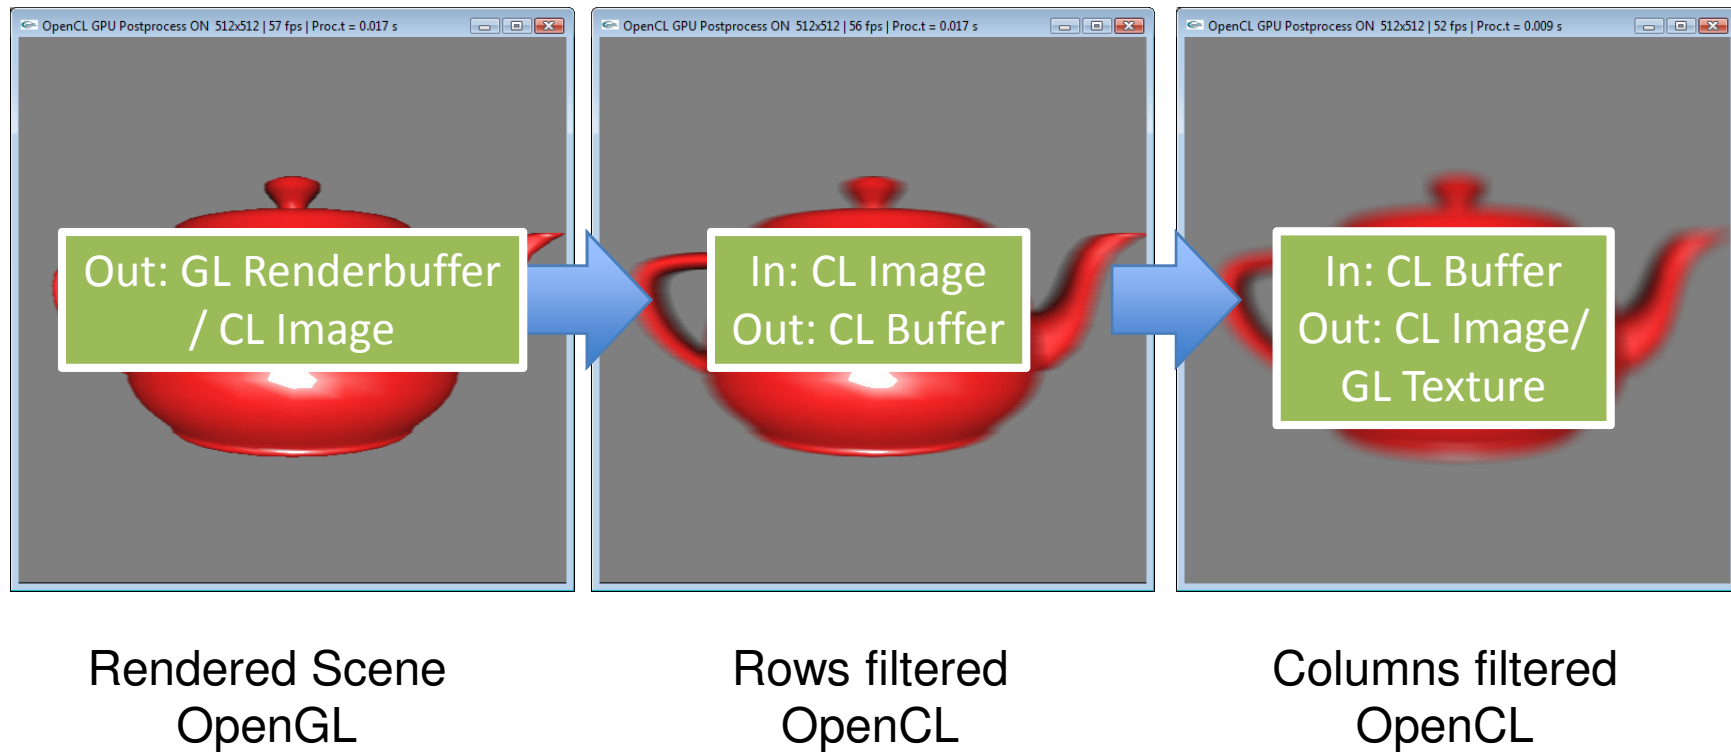 OpenCL GPU Postprocess ON 512x512 | 57 fps | Proc.t = 0.017 s
OpenCL GPU Postprocess ON 512x512 | 56 fps | Proc.t = 0.017 s
OpenCL GPU Postprocess ON 512x512 | 52 fps | Proc.t = 0.009 s
Out: GL Renderbuffer
/ CL Image
In: CL Image
Out: CL Buffer
In: CL Buffer
Out: CL Image/
GL Texture
Rendered Scene
OpenGL
Rows filtered
OpenCL
Columns filtered
OpenCL